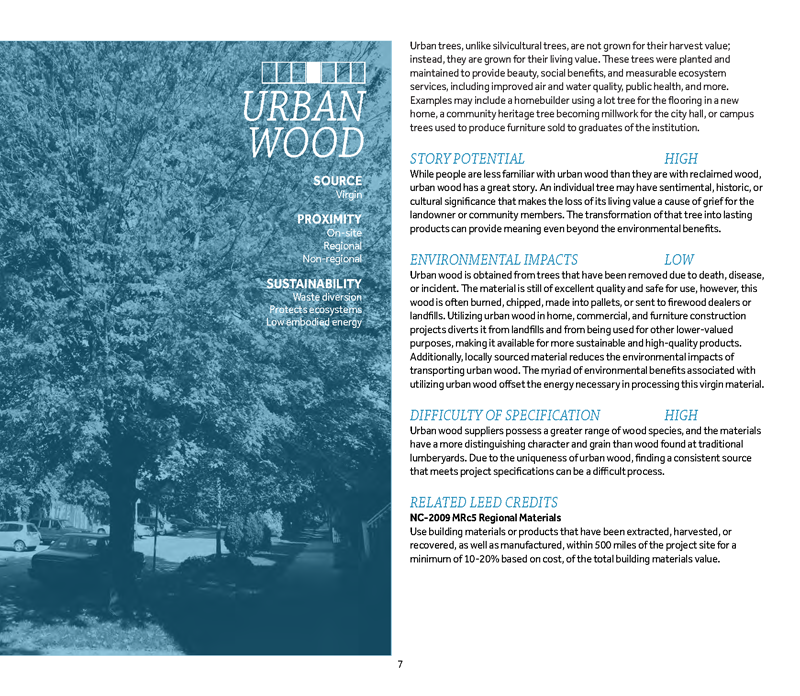 URBAN
WOOD
SOURCE
Virgin
PROXIMITY
On-site
Regional
Non-regional
SUSTAINABILITY
Waste diversion
Protects ecosystems
Low embodied energy
Urban trees, unlike silvicultural trees, are not grown for their harvest value;
instead, they are grown for their living value. These trees were planted and
maintained to provide beauty, social benefits, and measurable ecosystem
services, including improved air and water quality, public health, and more.
Examples may include a homebuilder using a lot tree for the flooring in a new
home, a community heritage tree becoming millwork for the city hall, or campus
trees used to produce furniture sold to graduates of the institution.
STORY POTENTIAL HIGH
While people are less familiar with urban wood than they are with reclaimed wood,
urban wood has a great story. An individual tree may have sentimental, historic, or
cultural significance that makes the loss of its living value a cause of grief for the
landowner or community members. The transformation of that tree into lasting
products can provide meaning even beyond the environmental benefits.
ENVIRONMENTAL IMPACTS LOW
Urban wood is obtained from trees that have been removed due to death, disease,
or incident. The material is still of excellent quality and safe for use, however, this
wood is often burned, chipped, made into pallets, or sent to firewood dealers or
landfills. Utilizing urban wood in home, commercial, and furniture construction
projects diverts it from landfills and from being used for other lower-valued
purposes, making it available for more sustainable and high-quality products.
Additionally, locally sourced material reduces the environmental impacts of
transporting urban wood. The myriad of environmental benefits associated with
utilizing urban wood offset the energy necessary in processing this virgin material.
DIFFICULTY OF SPECIFICATION HIGH
Urban wood suppliers possess a greater range of wood species, and the materials
have a more distinguishing character and grain than wood found at traditional
lumberyards. Due to the uniqueness of urban wood, finding a consistent source
that meets project specifications can be a difficult process.
RELATED LEED CREDITS
NC-2009 MRc5 Regional Materials
Use building materials or products that have been extracted, harvested, or
recovered, as well as manufactured, within 500 miles of the project site for a
minimum of 10-20% based on cost, of the total building materials value.
7